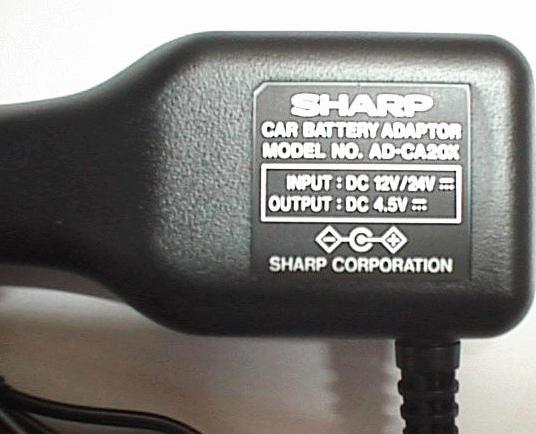 SHARP
CAR BATTERY ADAPTOR
MODEL NO. AD-CA20X
INPUT : DC 12V/24V ⎓
OUTPUT : DC 4.5V ⎓
SHARP CORPORATION